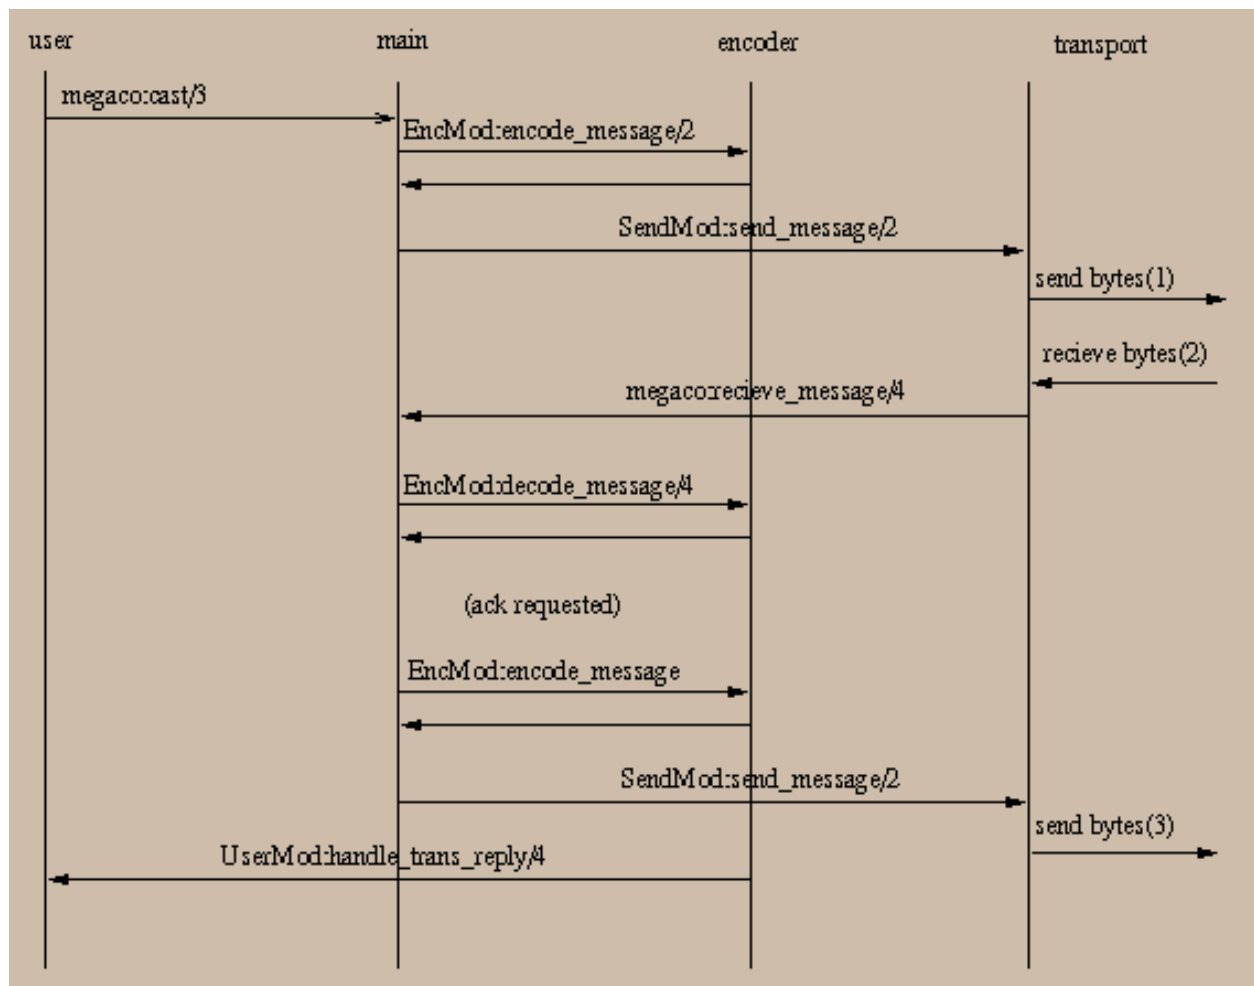 user
main
encoder
transport
megaco:cast/3
EncMod:encode_message/2
SendMod:send_message/2
send bytes(1)
recieve bytes(2)
megaco:recieve_message/4
EncMod:decode_message/4
(ack requested)
EncMod:encode_message
SendMod:send_message/2
send bytes(3)
UserMod:handle_trans_reply/4